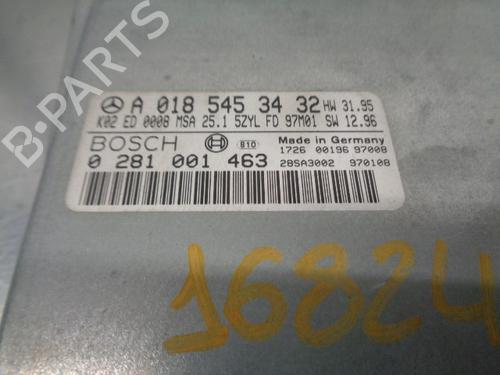 A 018 545 34 32 HW 31.95
K02 ED 0008 MSA 25.1 5ZYL FD 97M01 SW 12.96
BOSCH 810 Made in Germany
1726 00196 97008
0 281 001 463 28SA3002 970108
16824
B-PARTS